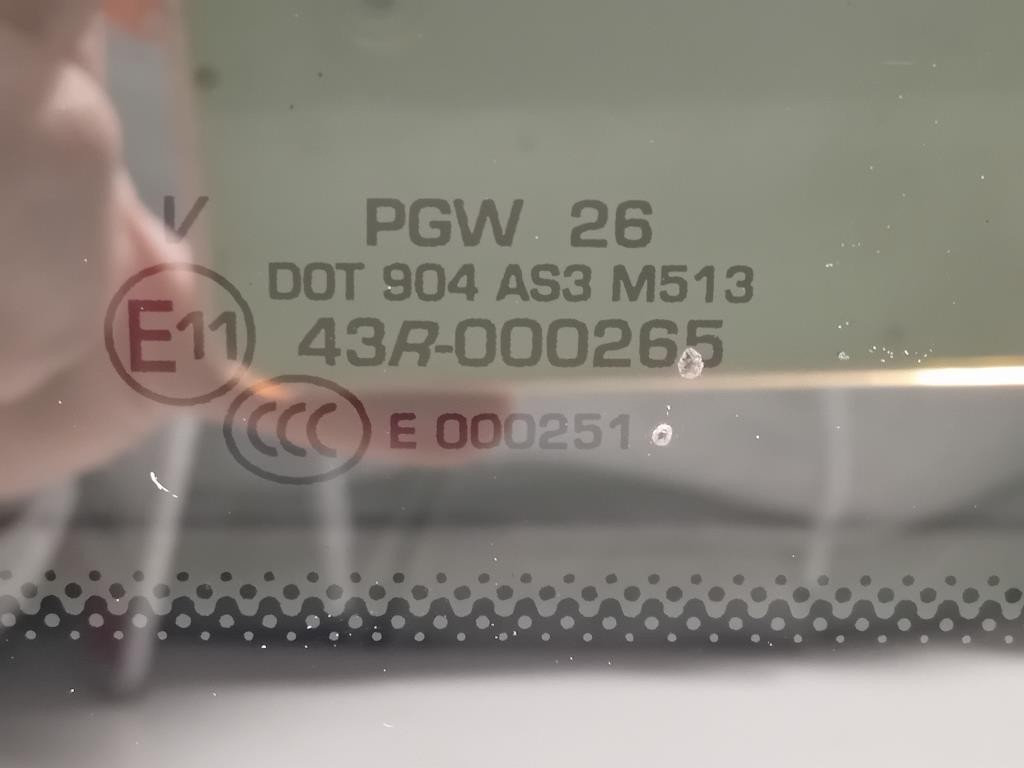 V PGW 26
DOT 904 AS3 M513
E11 43R-000265
CCC E 000251